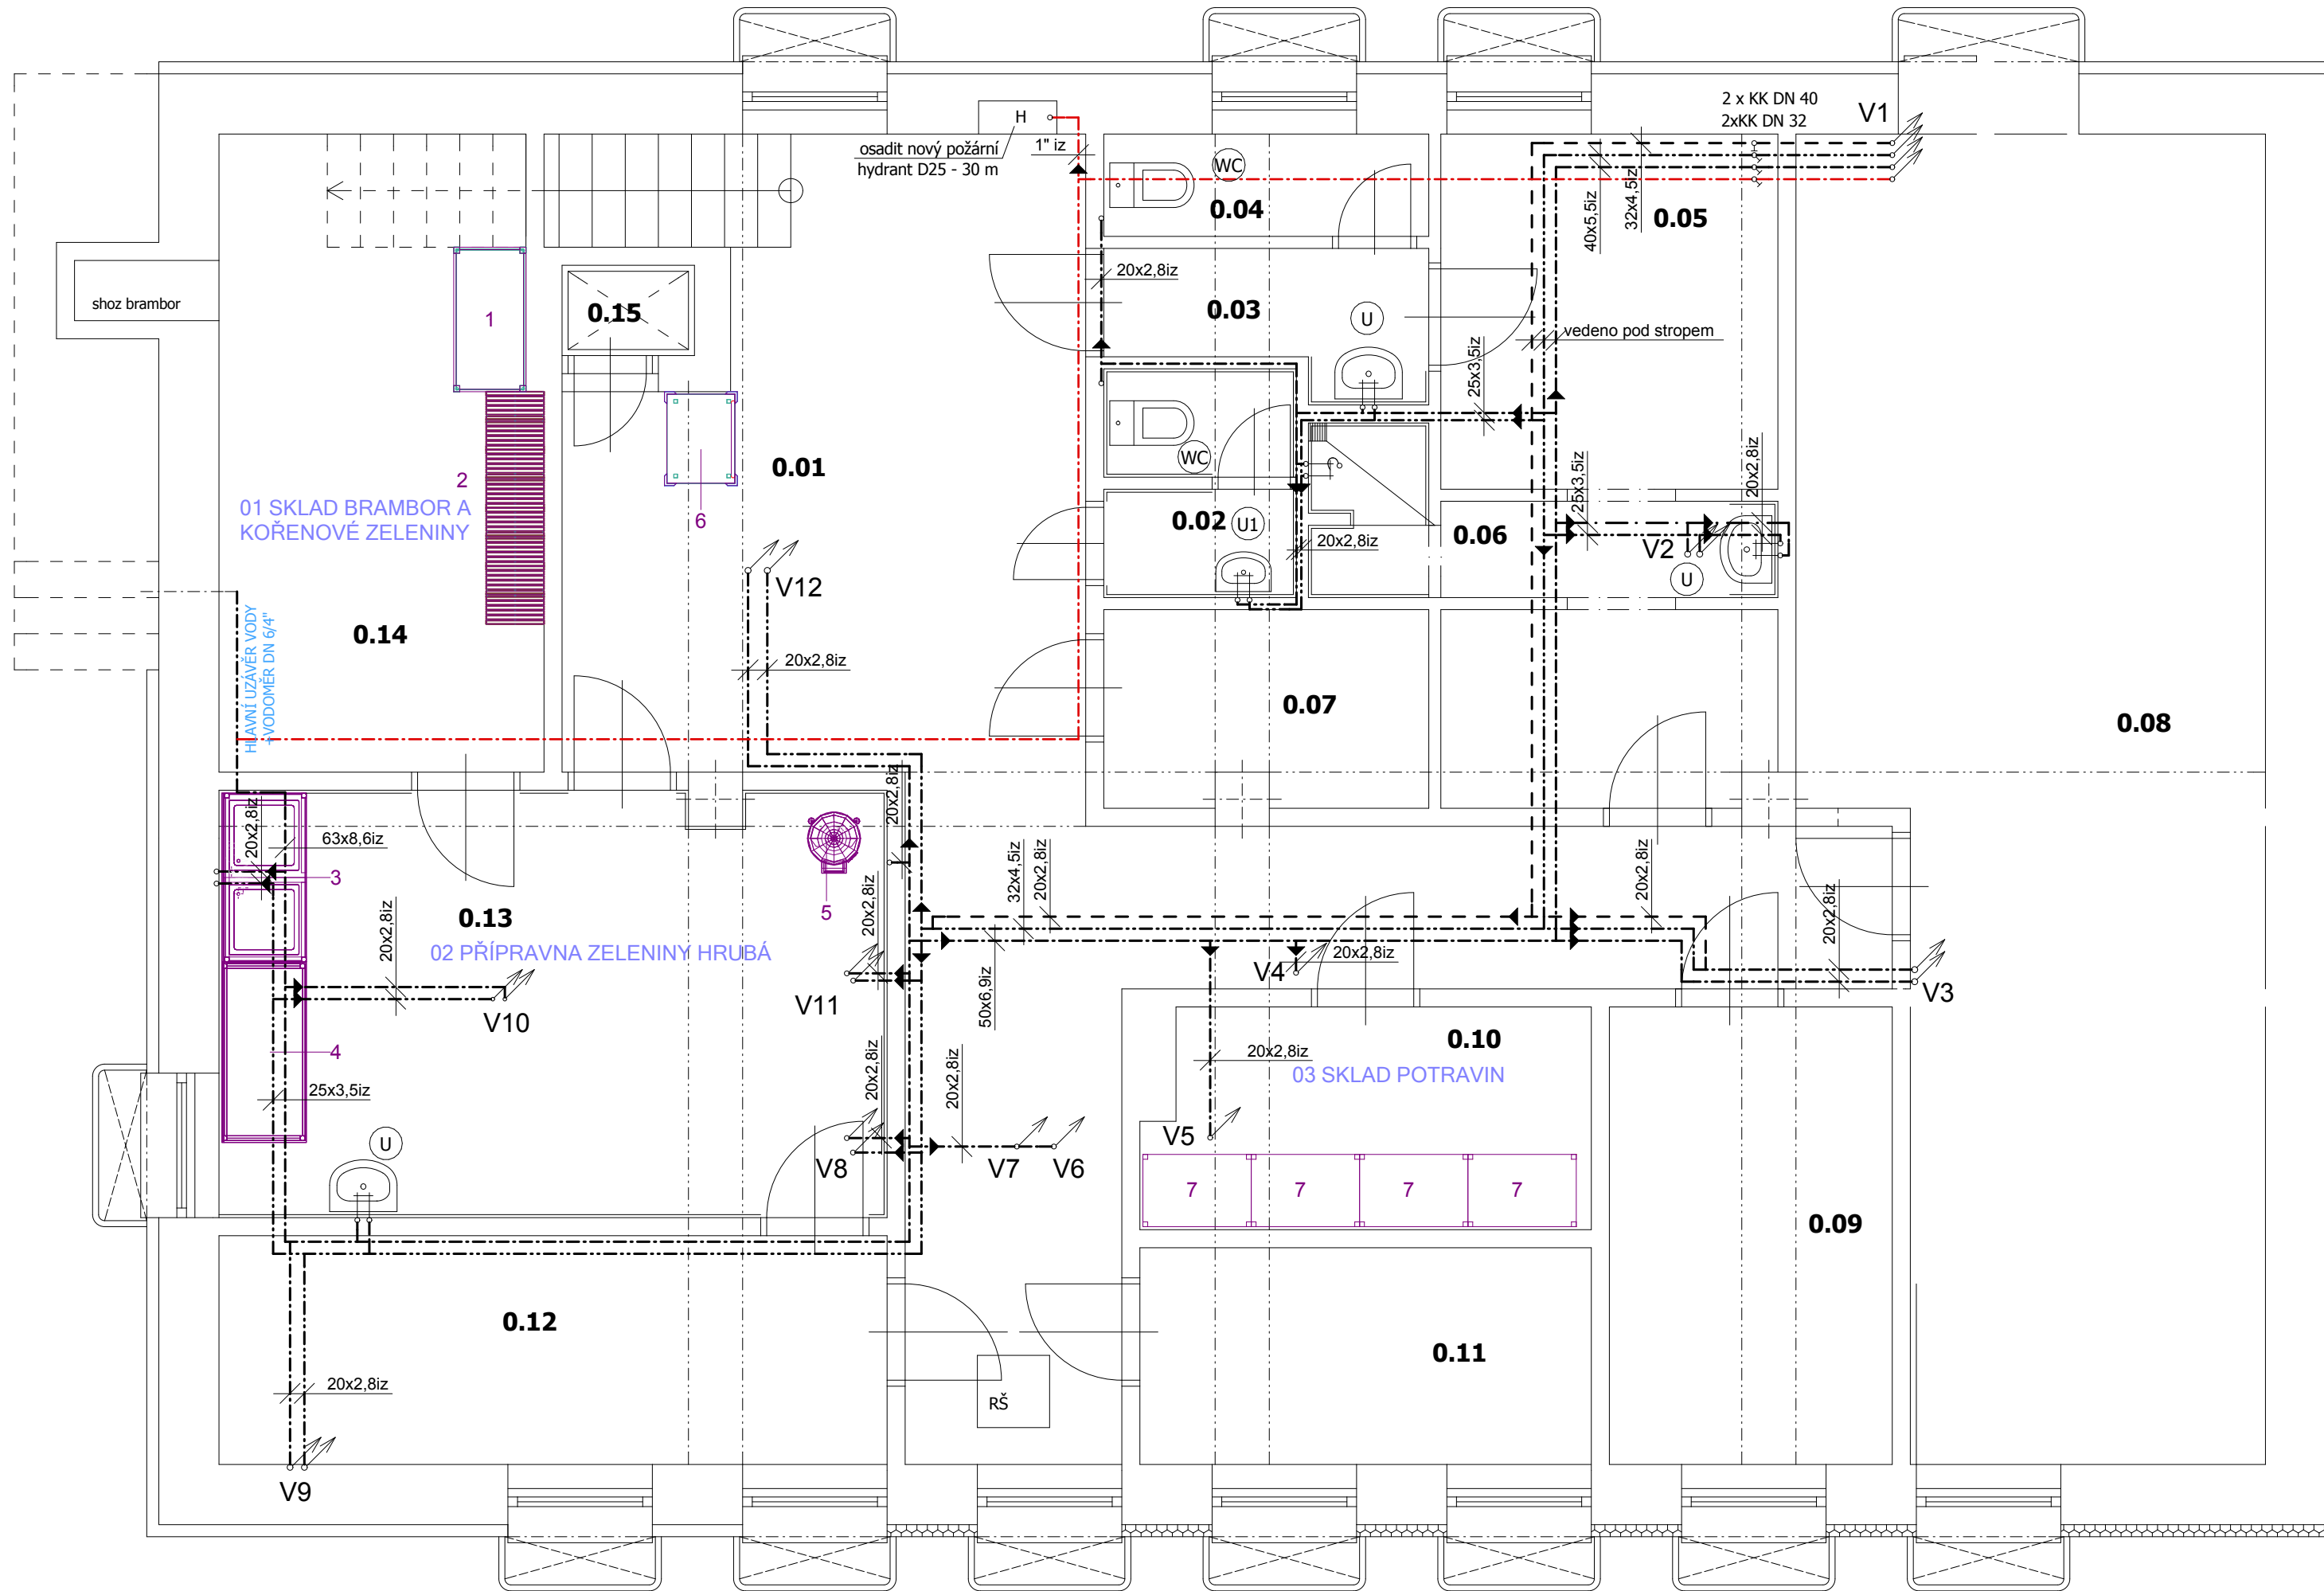 2 x KK DN 40
2xKK DN 32
V1
H
osadit nový požární
hydrant D25 - 30 m
1" iz
WC
0.04
40x5,5iz
32x4,5iz
0.05
20x2,8iz
shoz brambor
1
0.15
0.03
U
vedeno pod stropem
25x3,5iz
2
01 SKLAD BRAMBOR A
KOŘENOVÉ ZELENINY
6
0.01
WC
0.02
U1
20x2,8iz
0.06
25x3,5iz
20x2,8iz
V2
U
V12
0.14
HLAVNÍ UZÁVĚR VODY
+VODOMĚR DN 6/4"
20x2,8iz
0.07
0.08
20x2,8iz
20x2,8iz
63x8,6iz
3
0.13
5
20x2,8iz
02 PŘÍPRAVNA ZELENINY HRUBÁ
20x2,8iz
32x4,5iz
20x2,8iz
20x2,8iz
20x2,8iz
V10
V11
50x6,9iz
V4
20x2,8iz
V3
4
25x3,5iz
20x2,8iz
20x2,8iz
20x2,8iz
0.10
03 SKLAD POTRAVIN
U
V8
V7
V6
V5
7
7
7
7
0.09
0.12
0.11
20x2,8iz
RŠ
V9